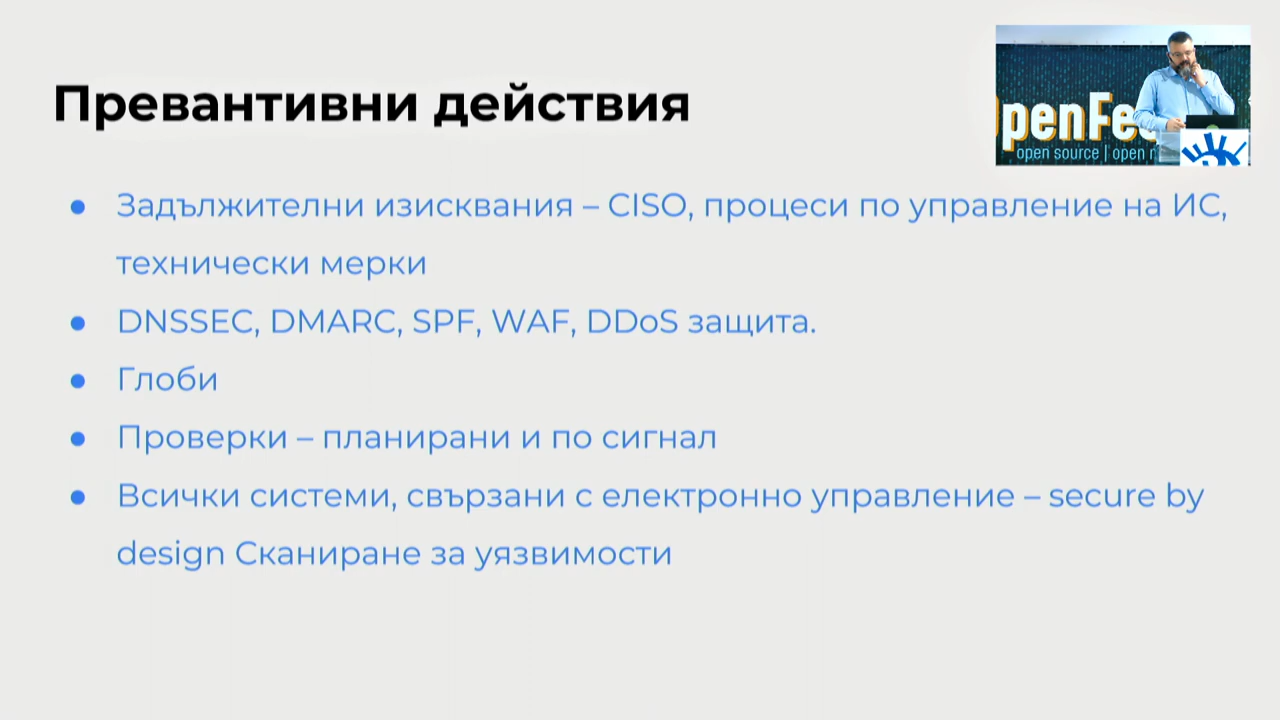 Превантивни действия
Задължителни изисквания – CISO, процеси по управление на ИС,
технически мерки
DNSSEC, DMARC, SPF, WAF, DDoS защита.
Глоби
Проверки – планирани и по сигнал
Всички системи, свързани с електронно управление – secure by
design Сканиране за уязвимости
penFe
open source | open